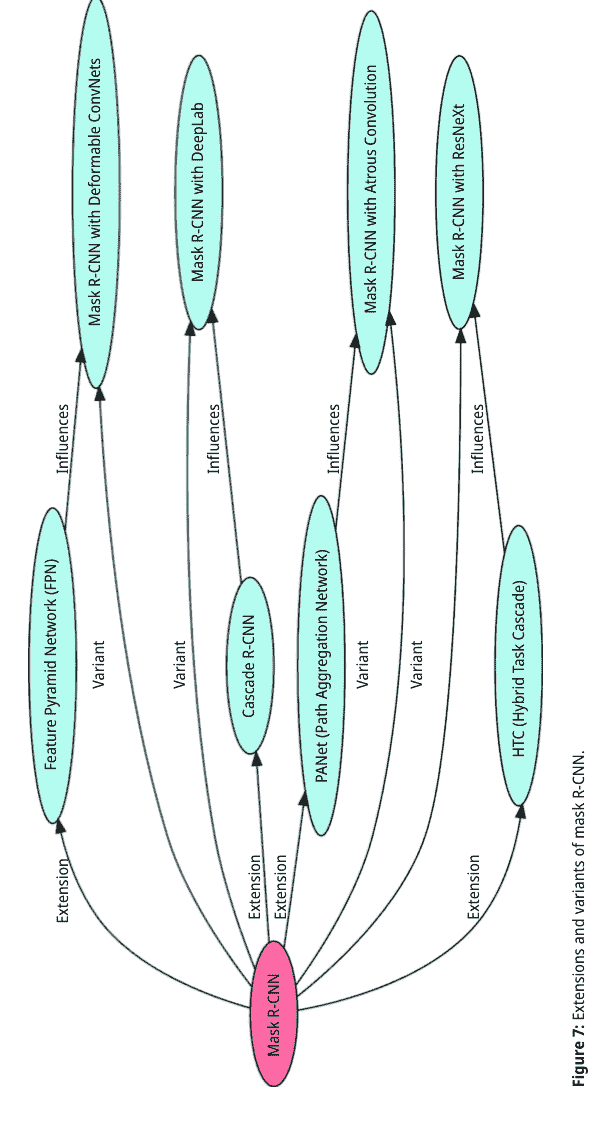 Mask R-CNN
Extension
Extension
Extension
Extension
Feature Pyramid Network (FPN)
Variant
Variant
Cascade R-CNN
PANet (Path Aggregation Network)
Variant
Variant
HTC (Hybrid Task Cascade)
Influences
Influences
Influences
Influences
Mask R-CNN with Deformable ConvNets
Mask R-CNN with DeepLab
Mask R-CNN with Atrous Convolution
Mask R-CNN with ResNeXt
Figure 7: Extensions and variants of mask R-CNN.